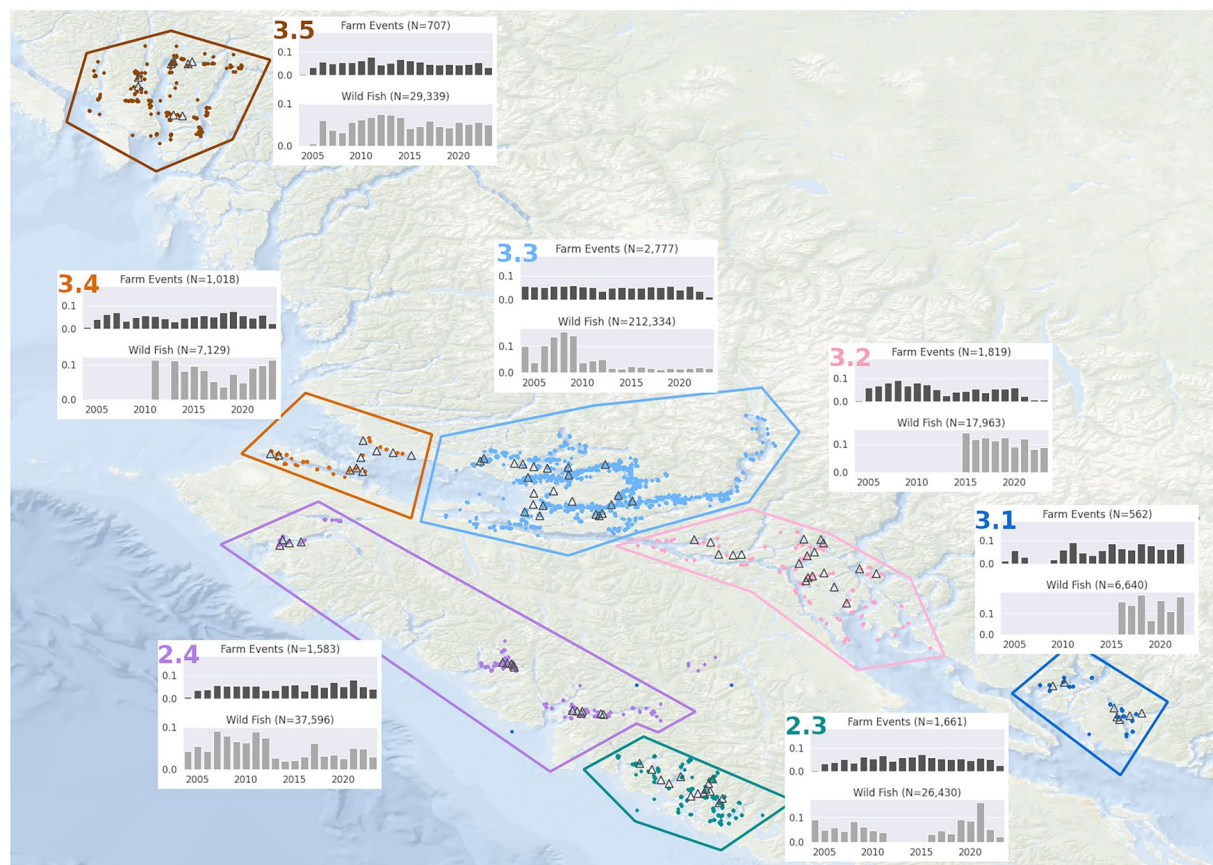 3.5 Farm Events (N=707)
0.1
0.0
Wild Fish (N=29,339)
0.1
0.0
2005 2010 2015 2020
3.3 Farm Events (N=2,777)
0.1
0.0
Wild Fish (N=212,334)
0.1
0.0
2005 2010 2015 2020
3.4 Farm Events (N=1,018)
0.1
0.0
Wild Fish (N=7,129)
0.1
0.0
2005 2010 2015 2020
3.2 Farm Events (N=1,819)
0.1
0.0
Wild Fish (N=17,963)
0.1
0.0
2005 2010 2015 2020
3.1 Farm Events (N=562)
0.1
0.0
Wild Fish (N=6,640)
0.1
0.0
2005 2010 2015 2020
2.4 Farm Events (N=1,583)
0.1
0.0
Wild Fish (N=37,596)
0.1
0.0
2005 2010 2015 2020
2.3 Farm Events (N=1,661)
0.1
0.0
Wild Fish (N=26,430)
0.1
0.0
2005 2010 2015 2020